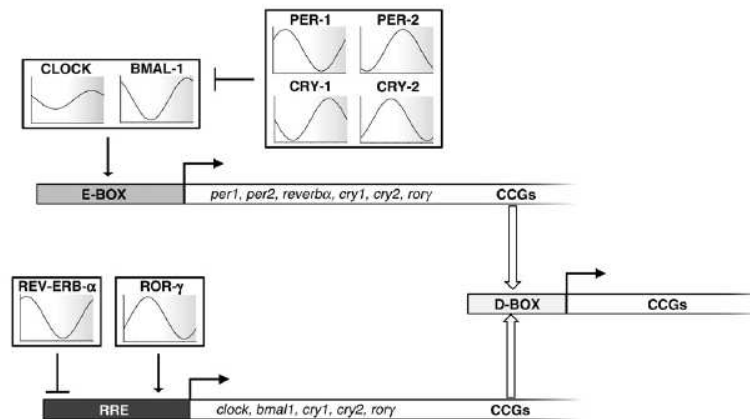 PER-1 PER-2
CLOCK BMAL-1
CRY-1 CRY-2
E-BOX per1, per2, reverbα, cry1, cry2, rorγ CCGs
REV-ERB-α ROR-γ
D-BOX CCGs
RRE clock, bmal1, cry1, cry2, rorγ CCGs